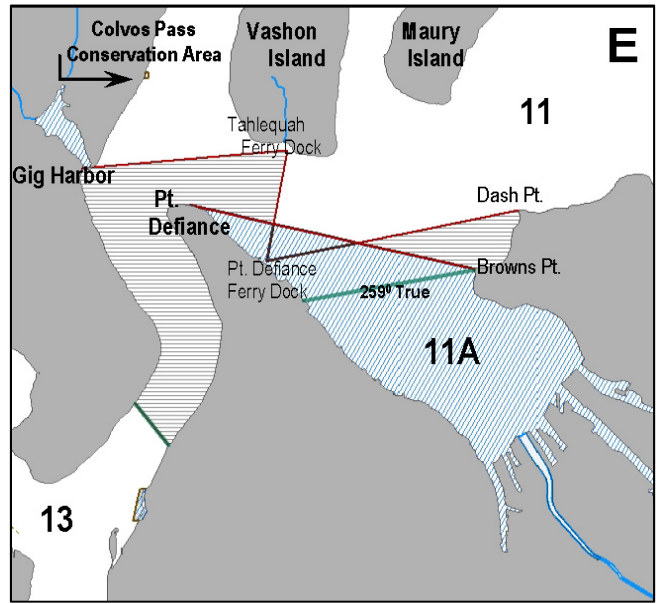 Colvos Pass
Conservation Area
Vashon
Island
Maury
Island
E
11
Tahlequah
Ferry Dock
Gig Harbor
Pt.
Defiance
Dash Pt.
Pt. Defiance
Ferry Dock
Browns Pt.
259⁰ True
11A
13